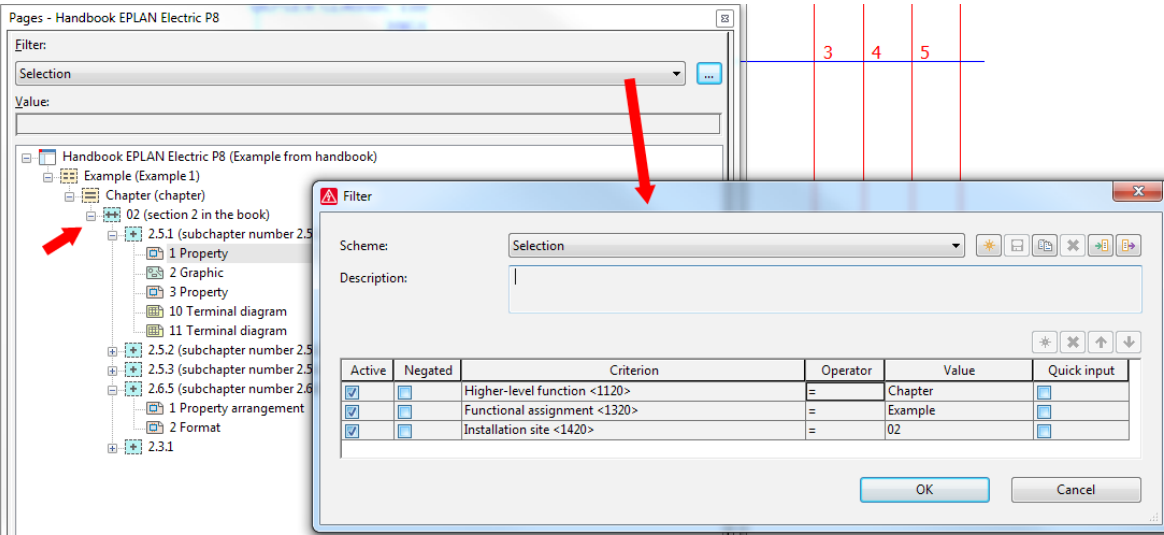 Pages - Handbook EPLAN Electric P8
Filter:
Selection
...
Value:
Handbook EPLAN Electric P8 (Example from handbook)
Example (Example 1)
Chapter (chapter)
02 (section 2 in the book)
2.5.1 (subchapter number 2.5
1 Property
2 Graphic
3 Property
10 Terminal diagram
11 Terminal diagram
2.5.2 (subchapter number 2.5
2.5.3 (subchapter number 2.5
2.6.5 (subchapter number 2.6
1 Property arrangement
2 Format
2.3.1
3 4 5
Filter
Scheme:
Selection
Description:
Active Negated Criterion Operator Value Quick input
Higher-level function <1120> = Chapter
Functional assignment <1320> = Example
Installation site <1420> = 02
OK Cancel